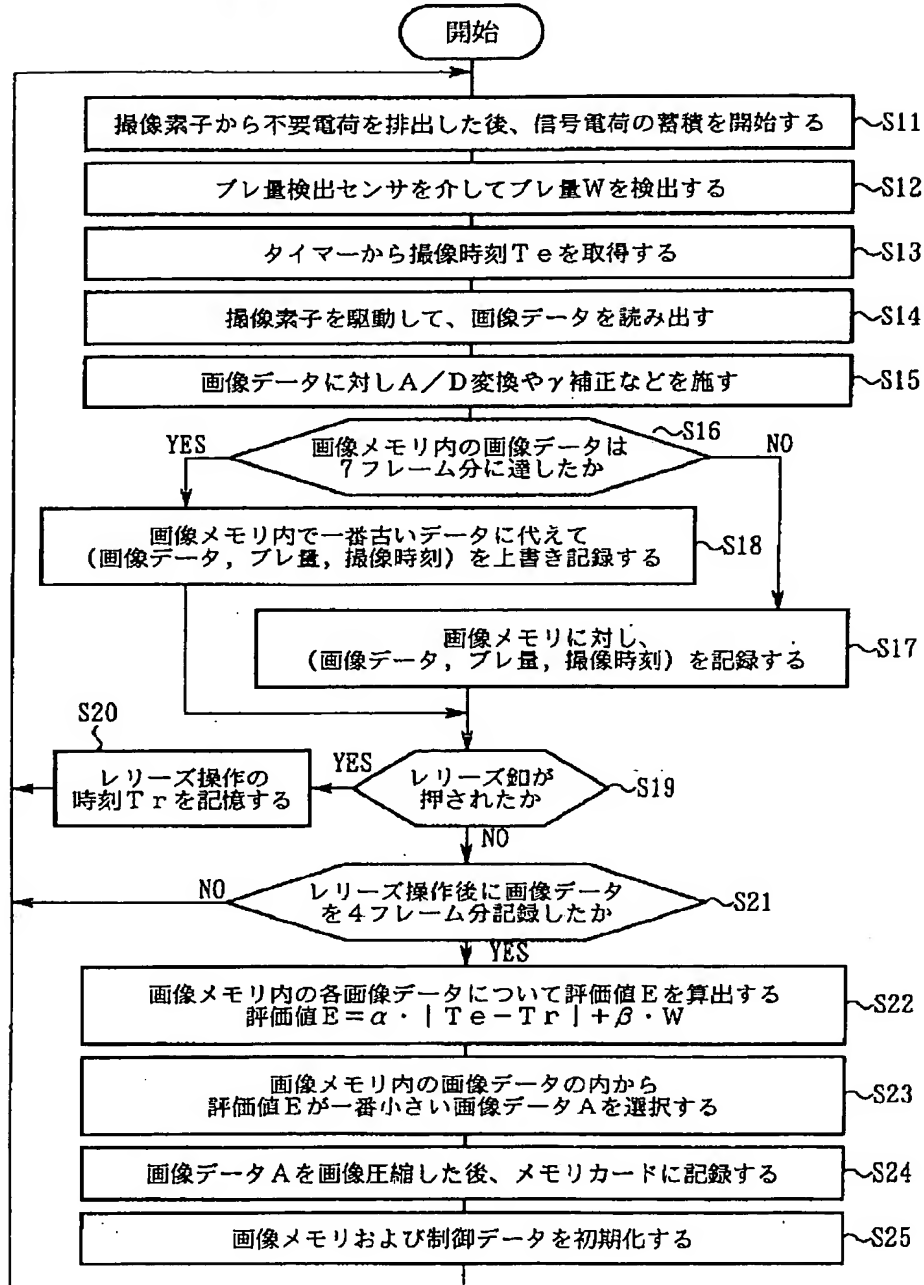 開始
撮像素子から不要電荷を排出した後、信号電荷の蓄積を開始する
S11
ブレ量検出センサを介してブレ量Wを検出する
S12
タイマーから撮像時刻Teを取得する
S13
撮像素子を駆動して、画像データを読み出す
S14
画像データに対しA/D変換やγ補正などを施す
S15
S16
YES
画像メモリ内の画像データは
7フレーム分に達したか
NO
画像メモリ内で一番古いデータに代えて
(画像データ,ブレ量,撮像時刻)を上書き記録する
S18
画像メモリに対し、
(画像データ,ブレ量,撮像時刻)を記録する
S17
S20
レリーズ操作の
時刻Trを記憶する
YES
レリーズ釦が
押されたか
S19
NO
NO
レリーズ操作後に画像データ
を4フレーム分記録したか
S21
YES
画像メモリ内の各画像データについて評価値Eを算出する
評価値E=α・|Te-Tr|+β・W
S22
画像メモリ内の画像データの内から
評価値Eが一番小さい画像データAを選択する
S23
画像データAを画像圧縮した後、メモリカードに記録する
S24
画像メモリおよび制御データを初期化する
S25